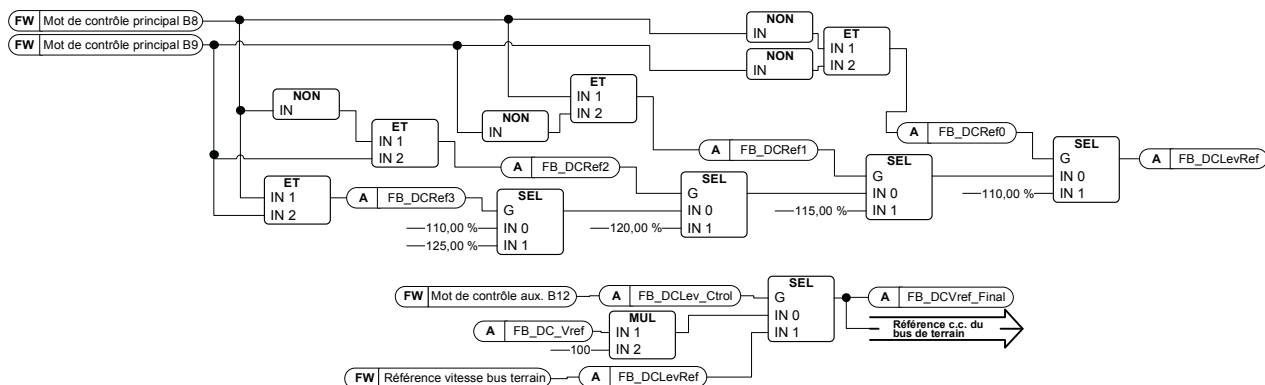 FW Mot de contrôle principal B8
FW Mot de contrôle principal B9
NON
IN
NON
IN
ET
IN 1
IN 2
NON
IN
ET
IN 1
IN 2
NON
IN
ET
IN 1
IN 2
A FB_DCRef0
A FB_DCRef1
A FB_DCRef2
ET
IN 1
IN 2
A FB_DCRef3
SEL
G
IN 0
IN 1
110,00 %
125,00 %
SEL
G
IN 0
IN 1
120,00 %
SEL
G
IN 0
IN 1
115,00 %
SEL
G
IN 0
IN 1
110,00 %
A FB_DCLevRef
FW Mot de contrôle aux. B12
A FB_DCLev_Ctrol
SEL
G
IN 0
IN 1
A FB_DCVref_Final
Référence c.c. du
bus de terrain
A FB_DC_Vref
MUL
IN 1
IN 2
100
FW Référence vitesse bus terrain
A FB_DCLevRef